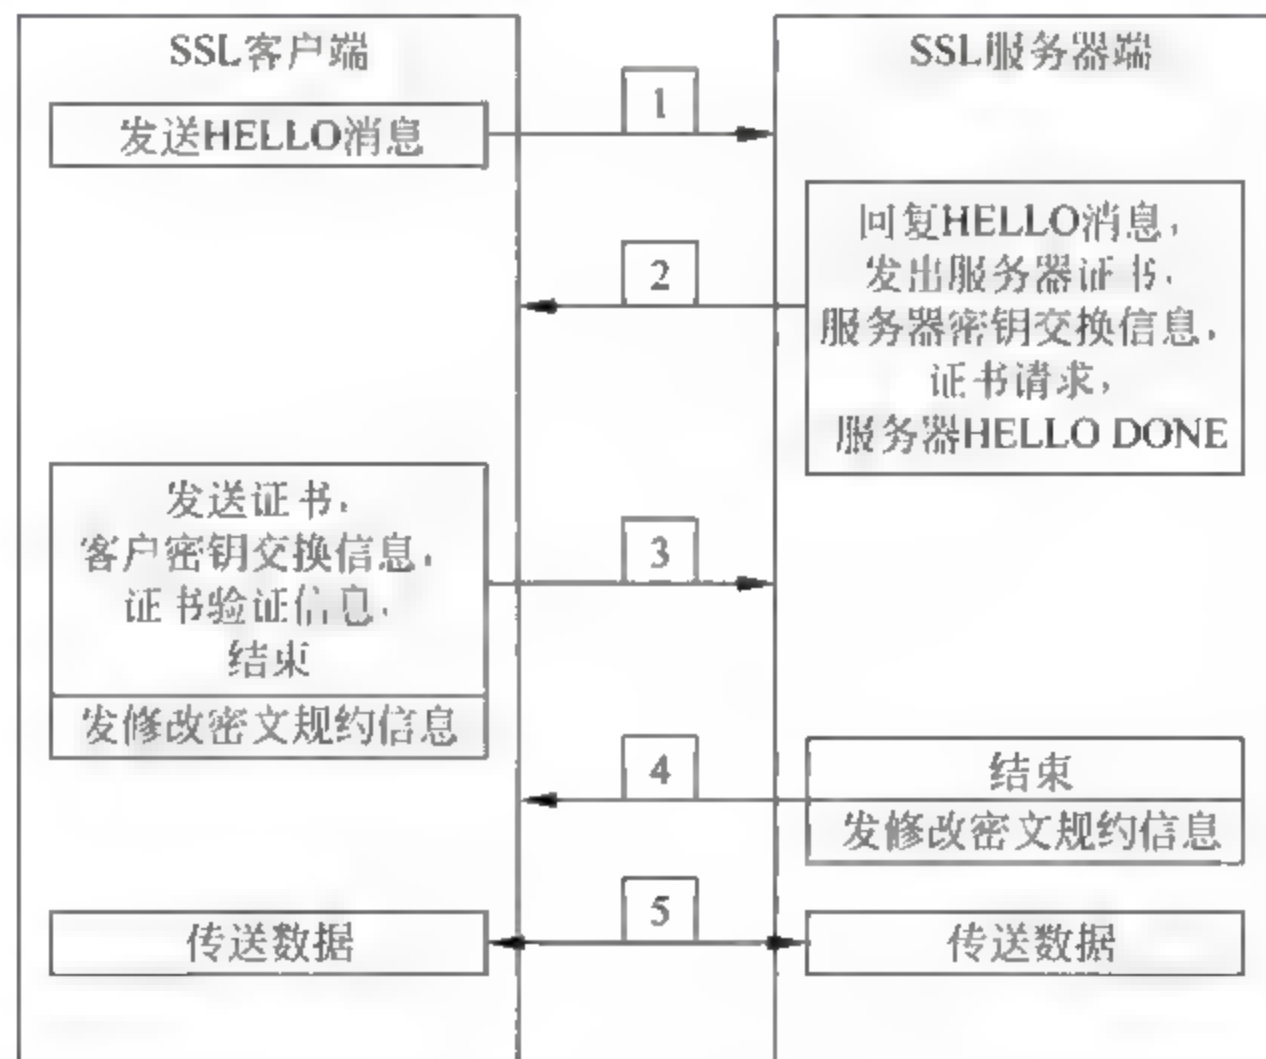 SSL客户端
SSL服务器端
发送HELLO消息
1
回复HELLO消息,
发出服务器证书,
服务器密钥交换信息,
证书请求,
服务器HELLO DONE
2
发送证书,
客户密钥交换信息,
证书验证信息,
结束
发修改密文规约信息
3
4
结束
发修改密文规约信息
传送数据
5
传送数据